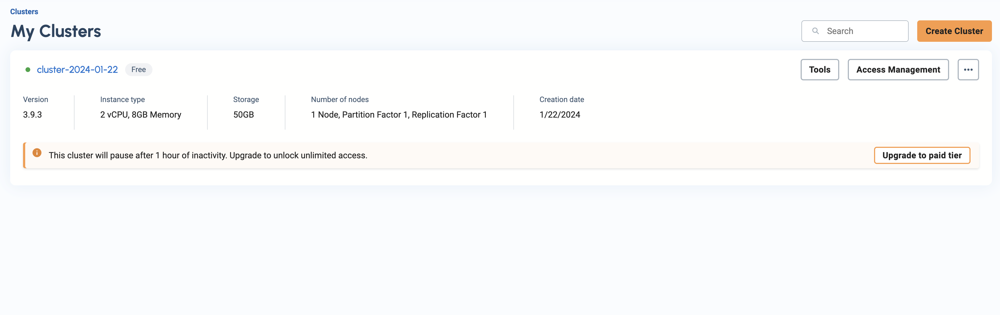 Clusters
My Clusters
Search
Create Cluster
cluster-2024-01-22
Free
Tools
Access Management
Version
3.9.3
Instance type
2 vCPU, 8GB Memory
Storage
50GB
Number of nodes
1 Node, Partition Factor 1, Replication Factor 1
Creation date
1/22/2024
This cluster will pause after 1 hour of inactivity. Upgrade to unlock unlimited access.
Upgrade to paid tier